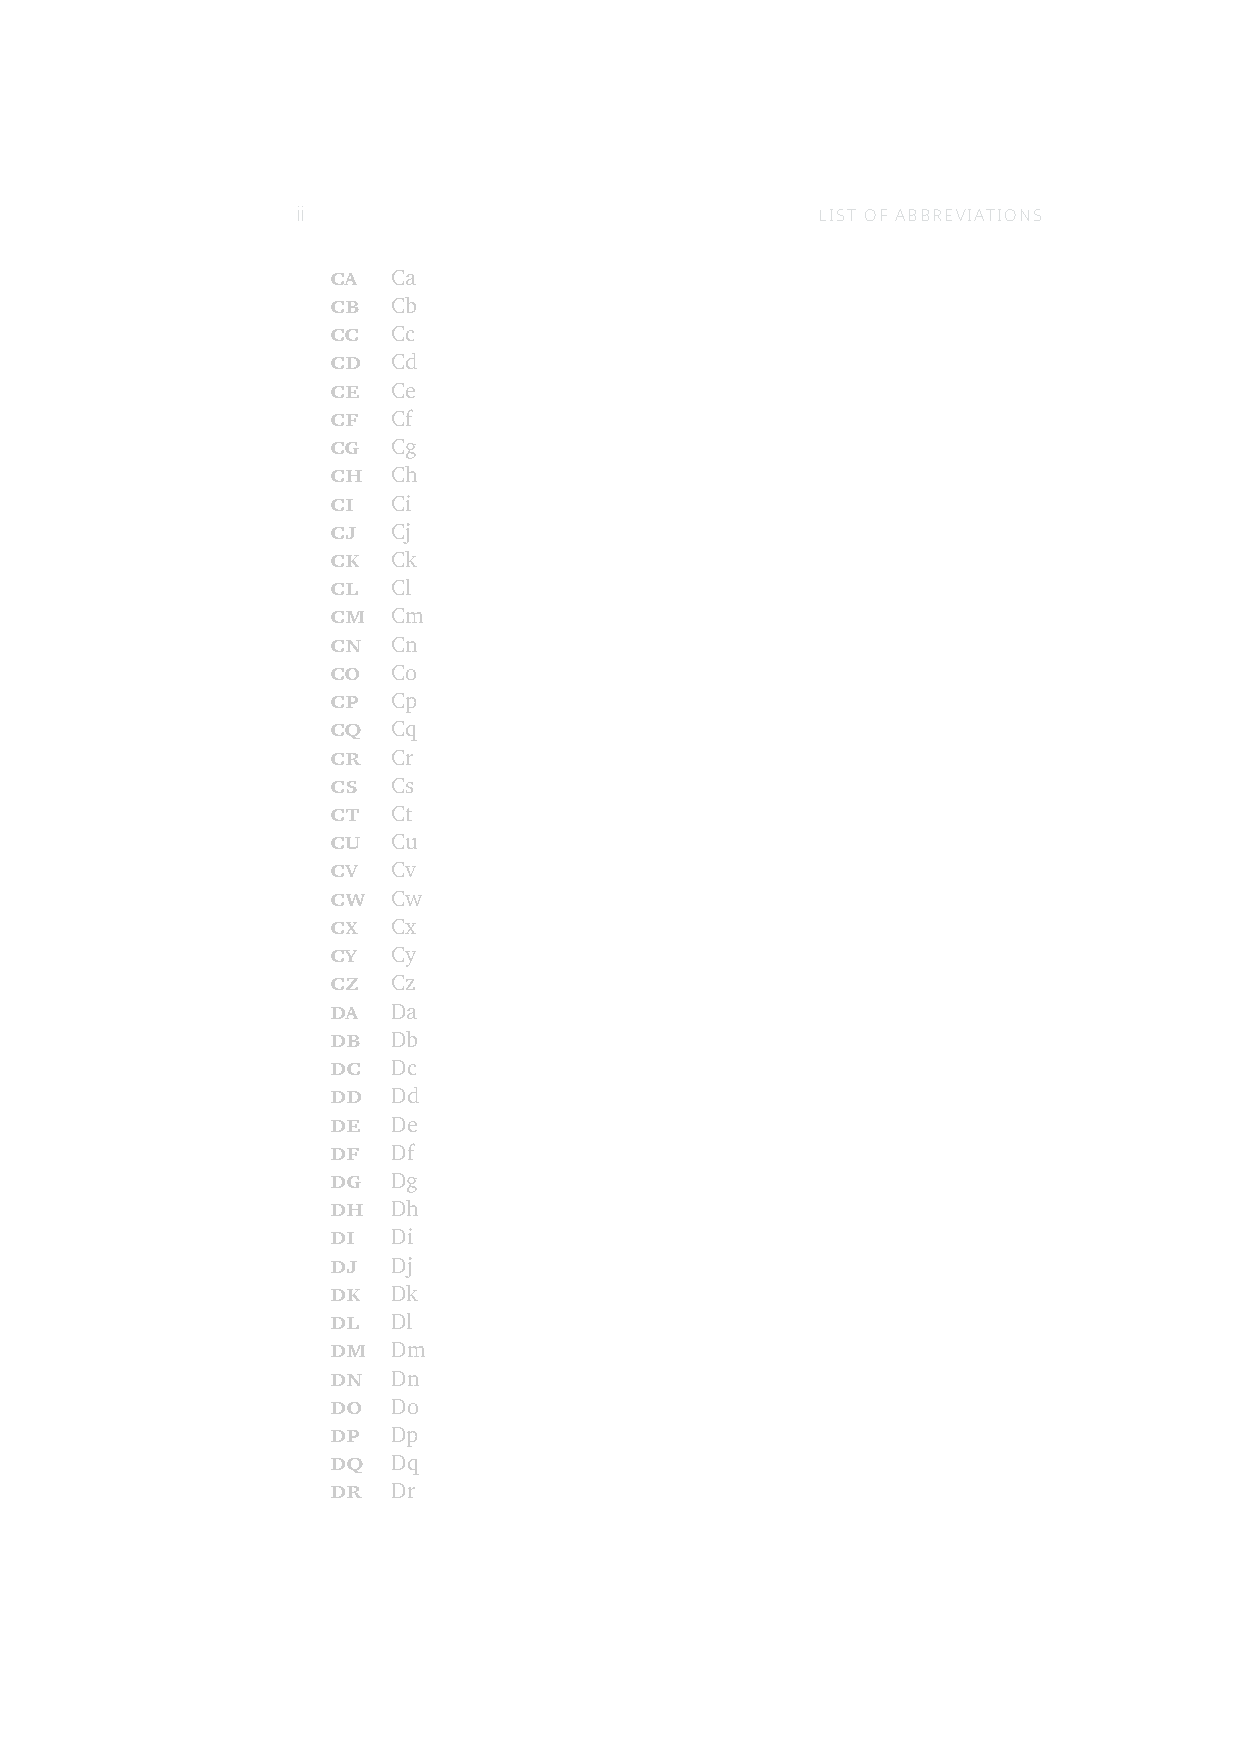 ii LIST OF ABBREVIATIONS
CA Ca
CB Cb
CC Cc
CD Cd
CE Ce
CF Cf
CG Cg
CH Ch
CI Ci
CJ Cj
CK Ck
CL Cl
CM Cm
CN Cn
CO Co
CP Cp
CQ Cq
CR Cr
CS Cs
CT Ct
CU Cu
CV Cv
CW Cw
CX Cx
CY Cy
CZ Cz
DA Da
DB Db
DC Dc
DD Dd
DE De
DF Df
DG Dg
DH Dh
DI Di
DJ Dj
DK Dk
DL Dl
DM Dm
DN Dn
DO Do
DP Dp
DQ Dq
DR Dr